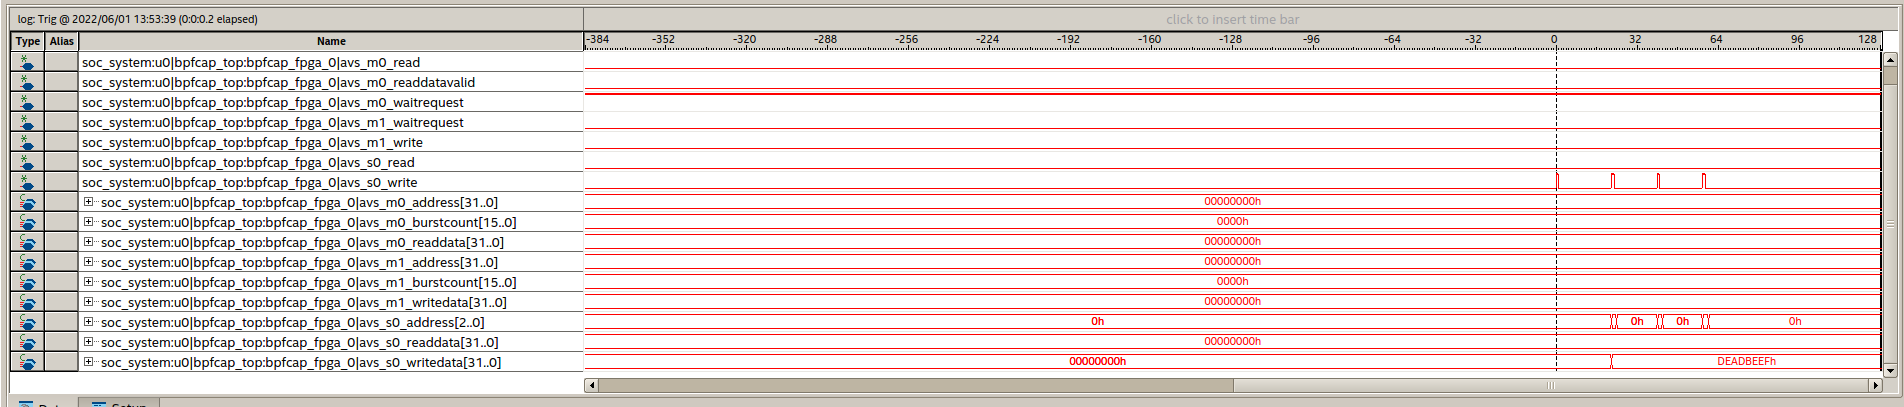 log: Trig @ 2022/06/01 13:53:39 (0:0:0.2 elapsed) click to insert time bar
Type Alias Name -384 -352 -320 -288 -256 -224 -192 -160 -128 -96 -64 -32 0 32 64 96 128
soc_system:u0|bpfcap_top:bpfcap_fpga_0|avs_m0_read
soc_system:u0|bpfcap_top:bpfcap_fpga_0|avs_m0_readdatavalid
soc_system:u0|bpfcap_top:bpfcap_fpga_0|avs_m0_waitrequest
soc_system:u0|bpfcap_top:bpfcap_fpga_0|avs_m1_waitrequest
soc_system:u0|bpfcap_top:bpfcap_fpga_0|avs_m1_write
soc_system:u0|bpfcap_top:bpfcap_fpga_0|avs_s0_read
soc_system:u0|bpfcap_top:bpfcap_fpga_0|avs_s0_write
soc_system:u0|bpfcap_top:bpfcap_fpga_0|avs_m0_address[31..0] 00000000h
soc_system:u0|bpfcap_top:bpfcap_fpga_0|avs_m0_burstcount[15..0] 0000h
soc_system:u0|bpfcap_top:bpfcap_fpga_0|avs_m0_readdata[31..0] 00000000h
soc_system:u0|bpfcap_top:bpfcap_fpga_0|avs_m1_address[31..0] 00000000h
soc_system:u0|bpfcap_top:bpfcap_fpga_0|avs_m1_burstcount[15..0] 0000h
soc_system:u0|bpfcap_top:bpfcap_fpga_0|avs_m1_writedata[31..0] 00000000h
soc_system:u0|bpfcap_top:bpfcap_fpga_0|avs_s0_address[2..0] 0h 0h 0h 0h
soc_system:u0|bpfcap_top:bpfcap_fpga_0|avs_s0_readdata[31..0] 00000000h
soc_system:u0|bpfcap_top:bpfcap_fpga_0|avs_s0_writedata[31..0] 00000000h DEADBEEFh